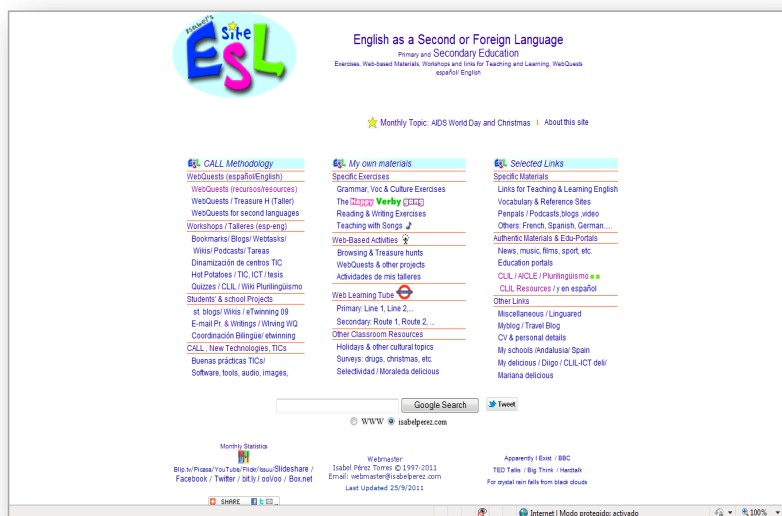 Isabel's
Site
ESL
English as a Second or Foreign Language
Primary and Secondary Education
Exercises, Web-based Materials, Workshops and links for Teaching and Learning, WebQuests
español/ English
Monthly Topic: AIDS World Day and Christmas I About this site
ESL CALL Methodology
WebQuests (español/English)
WebQuests (recursos/resources)
WebQuests / Treasure H (Taller)
WebQuests for second languages
Workshops / Talleres (esp-eng)
Bookmarks/ Blogs/ Webtasks/
Wikis/ Podcasts/ Tareas
Dinamización de centros TIC
Hot Potatoes / TIC, ICT / tesis
Quizzes / CLIL / Wiki Plurilingüismo
Students' & school Projects
st. blogs/ Wikis / eTwinning 09
E-mail Pr. & Writings / WIrving WQ
Coordinación Bilingüe/ etwinning
CALL , New Technologies, TICs
Buenas prácticas TICs/
Software, tools, audio, images,
ESL My own materials
Specific Exercises
Grammar, Voc & Culture Exercises
The Happy Verby gang
Reading & Writing Exercises
Teaching with Songs
Web-Based Activities
Browsing & Treasure hunts
WebQuests & other projects
Actividades de mis talleres
Web Learning Tube
Primary: Line 1, Line 2,...
Secondary: Route 1, Route 2, ...
Other Classroom Resources
Holidays & other cultural topics
Surveys: drugs, christmas, etc.
Selectividad / Moraleda delicious
ESL Selected Links
Specific Materials
Links for Teaching & Learning English
Vocabulary & Reference Sites
Penpals / Podcasts,blogs ,video
Others: French, Spanish, German.....
Authentic Materials & Edu-Portals
News, music, films, sport, etc.
Education portals
CLIL / AICLE / Plurilingüismo
CLIL Resources / y en español
Other Links
Miscellaneous / Linguared
Myblog / Travel Blog
CV & personal details
My schools /Andalusia/ Spain
My delicious / Diigo / CLIL-ICT deli/
Mariana delicious
Google Search
Tweet
WWW isabelperez.com
Monthly Statistics
Blip.tv/Picasa/YouTube/Flickr/Issuu/Slideshare /
Facebook / Twitter / bit.ly / ooVoo / Box.net
SHARE
Webmaster
Isabel Pérez Torres © 1997-2011
Email: webmaster@isabelperez.com
Last Updated 25/9/2011
Apparently I Exist / BBC
TED Talks / Big Think / Hardtalk
For crystal rain falls from black clouds
Internet | Modo protegido: activado
100%